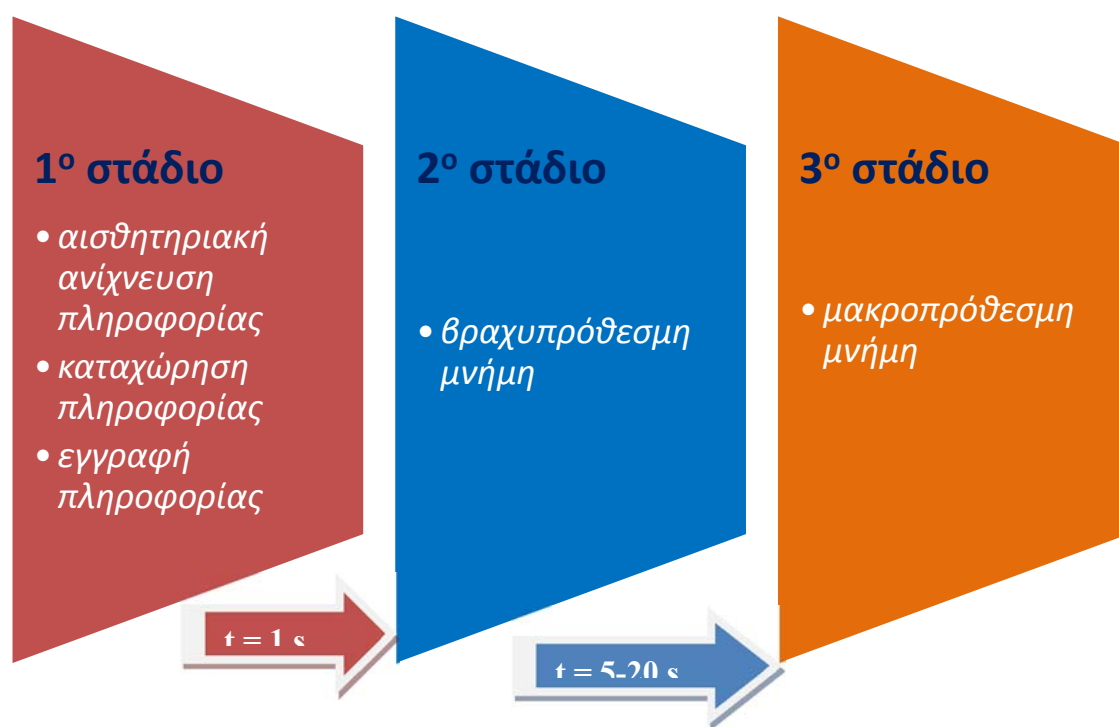 1ο στάδιο
• αισθητηριακή
ανίχνευση
πληροφορίας
• καταχώρηση
πληροφορίας
• εγγραφή
πληροφορίας
t = 1 s
2ο στάδιο
• βραχυπρόθεσμη
μνήμη
t = 5-20 s
3ο στάδιο
• μακροπρόθεσμη
μνήμη